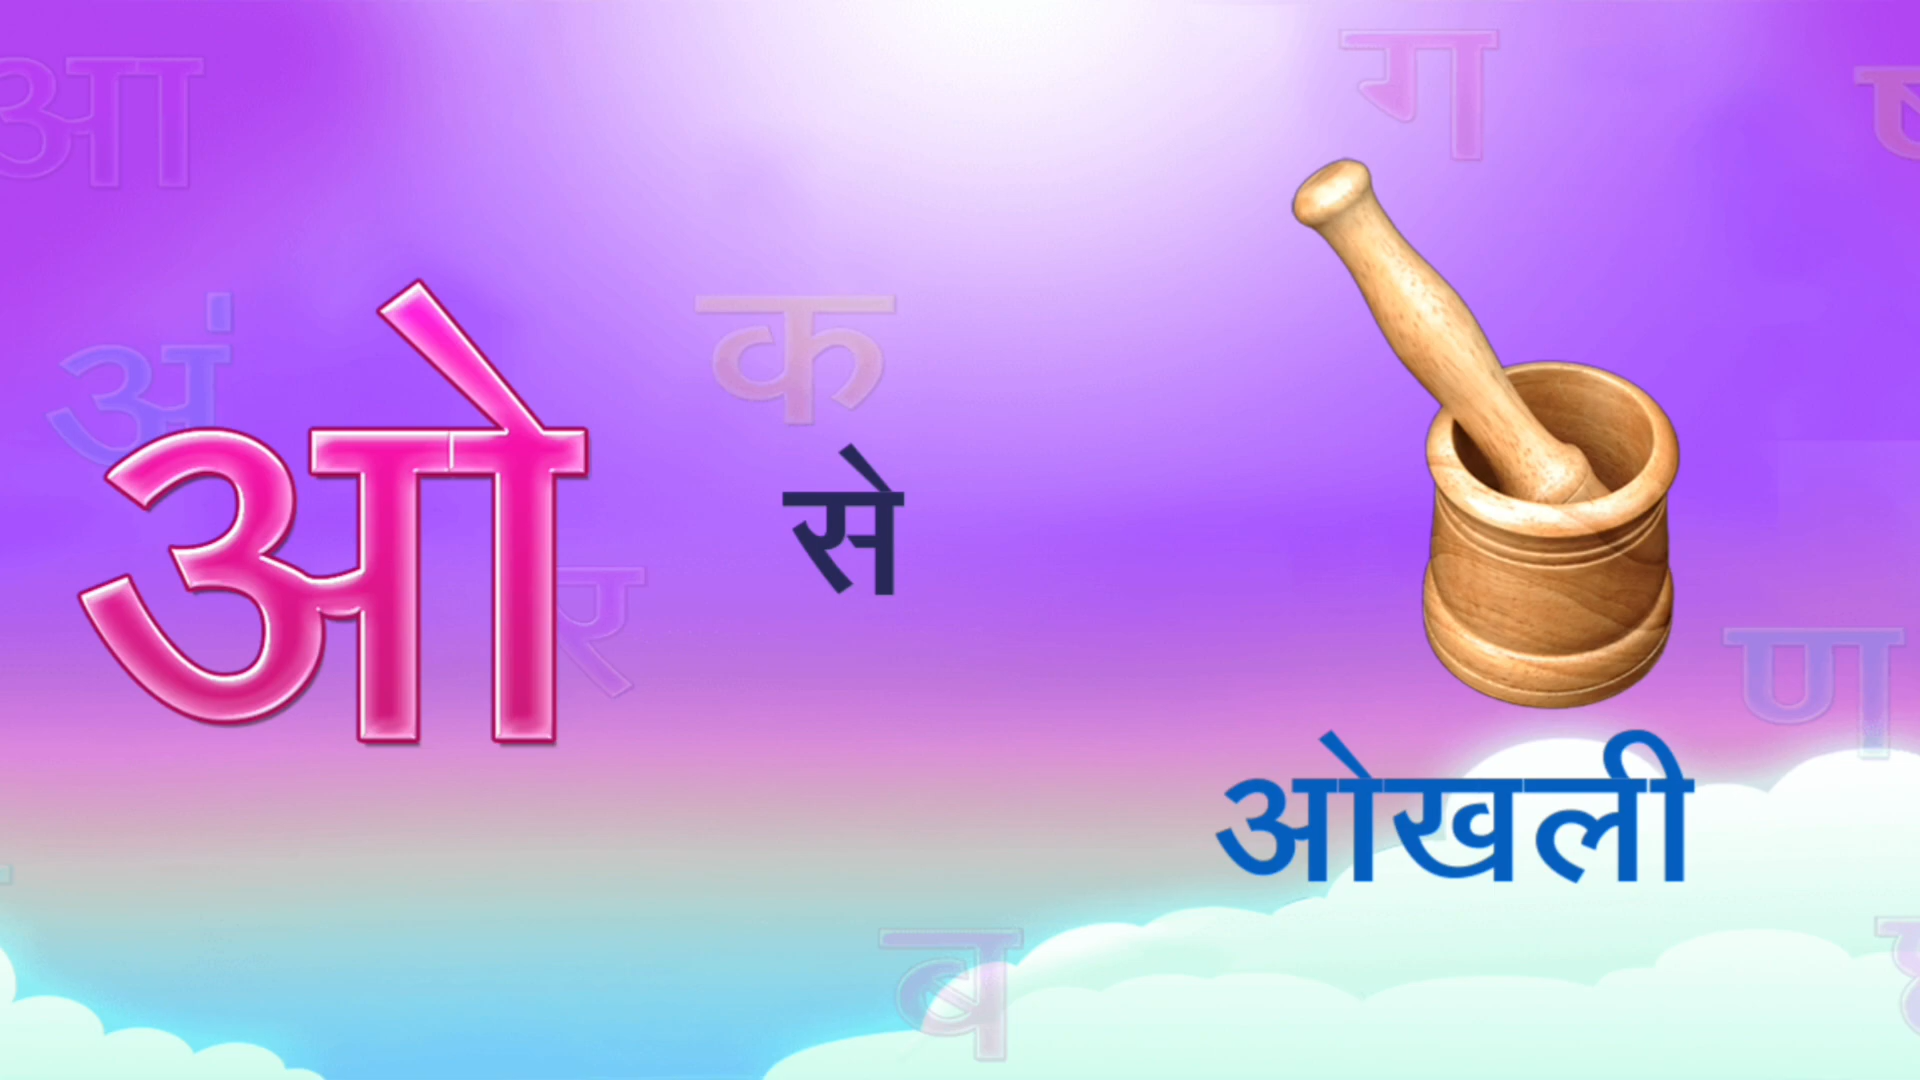 आ
ग
ष
अं
क
ओ से
र
ण
ओखली
ब